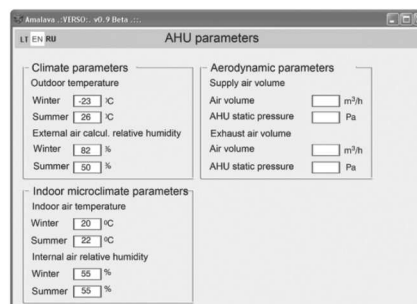 Amalava .:VERSO:. v0.9 Beta .::.
LT EN RU
AHU parameters
Climate parameters
Outdoor temperature
Winter -23 °C
Summer 26 °C
External air calcul. relative humidity
Winter 82 %
Summer 50 %
Indoor microclimate parameters
Indoor air temperature
Winter 20 °C
Summer 22 °C
Internal air relative humidity
Winter 55 %
Summer 55 %
Aerodynamic parameters
Supply air volume
Air volume m³/h
AHU static pressure Pa
Exhaust air volume
Air volume m³/h
AHU static pressure Pa